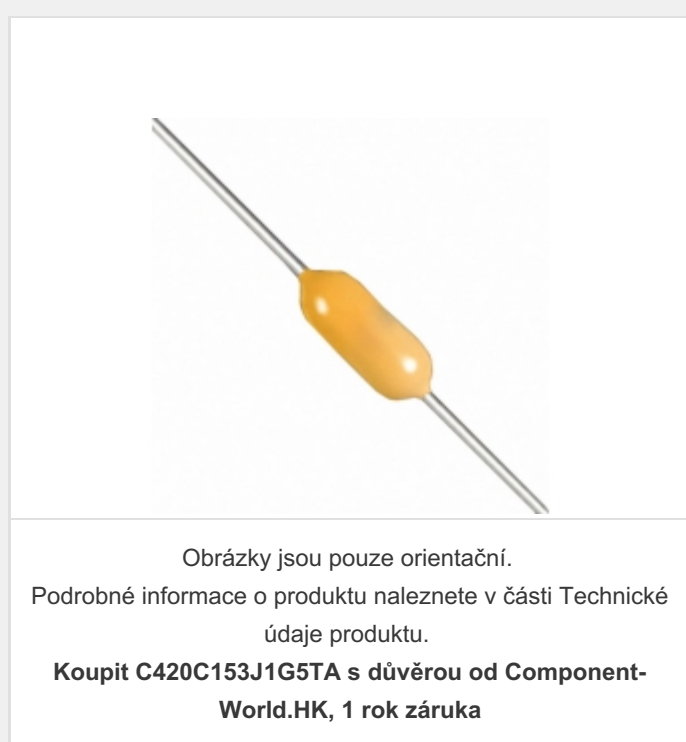 Obrázky jsou pouze orientační.
Podrobné informace o produktu naleznete v části Technické
údaje produktu.
Koupit C420C153J1G5TA s důvěrou od Component-
World.HK, 1 rok záruka